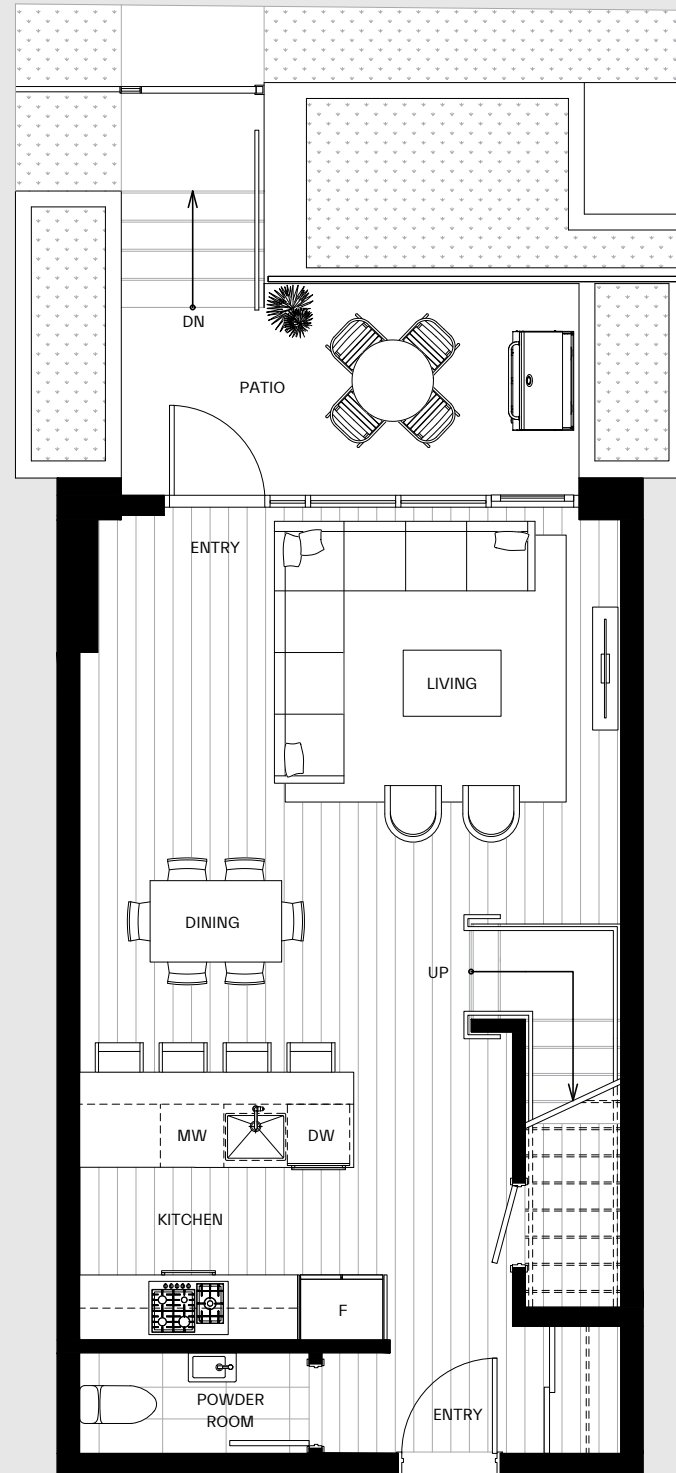 DN
PATIO
ENTRY
LIVING
DINING
UP
MW
DW
KITCHEN
F
POWDER
ROOM
ENTRY